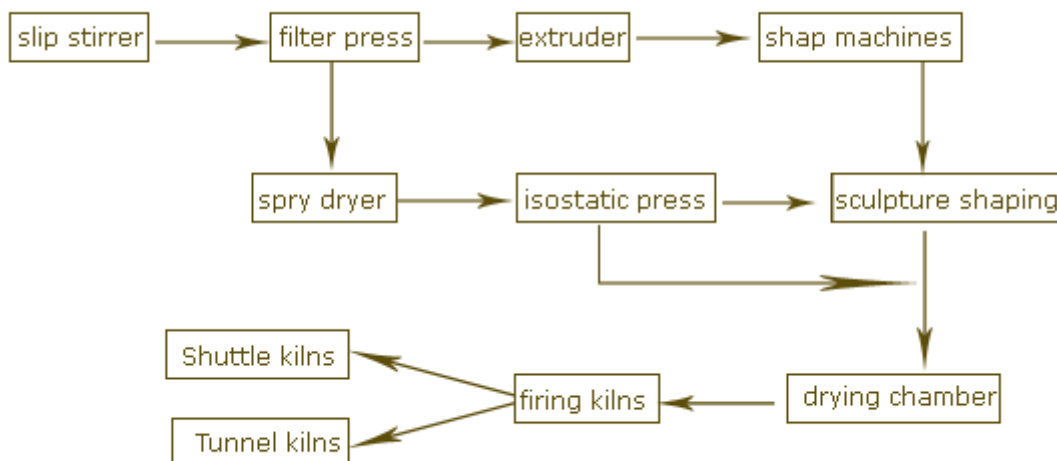 slip stirrer
filter press
extruder
shap machines
spry dryer
isostatic press
sculpture shaping
Shuttle kilns
firing kilns
drying chamber
Tunnel kilns